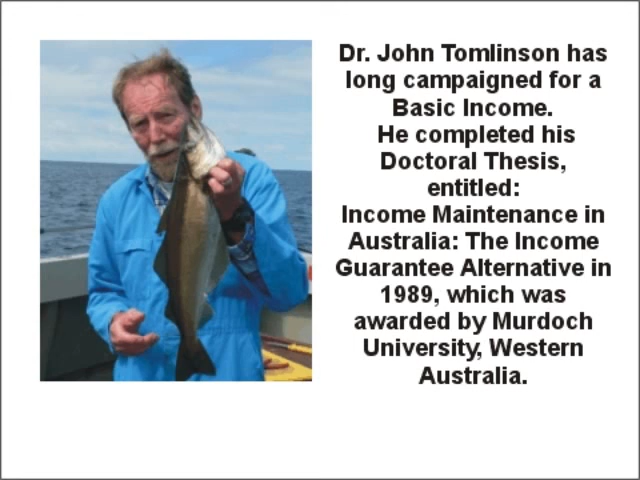 Dr. John Tomlinson has
long campaigned for a
Basic Income.
He completed his
Doctoral Thesis,
entitled:
Income Maintenance in
Australia: The Income
Guarantee Alternative in
1989, which was
awarded by Murdoch
University, Western
Australia.